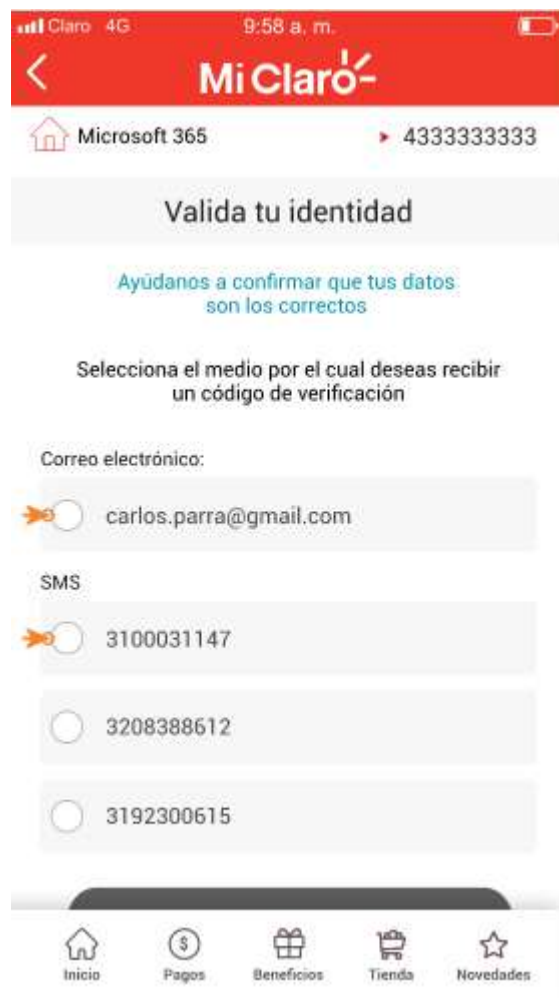 Claro 4G 9:58 a. m.
Mi Claro
Microsoft 365 4333333333
Valida tu identidad
Ayúdanos a confirmar que tus datos
son los correctos
Selecciona el medio por el cual deseas recibir
un código de verificación
Correo electrónico:
carlos.parra@gmail.com
SMS
3100031147
3208388612
3192300615
Inicio Pagos Beneficios Tienda Novedades